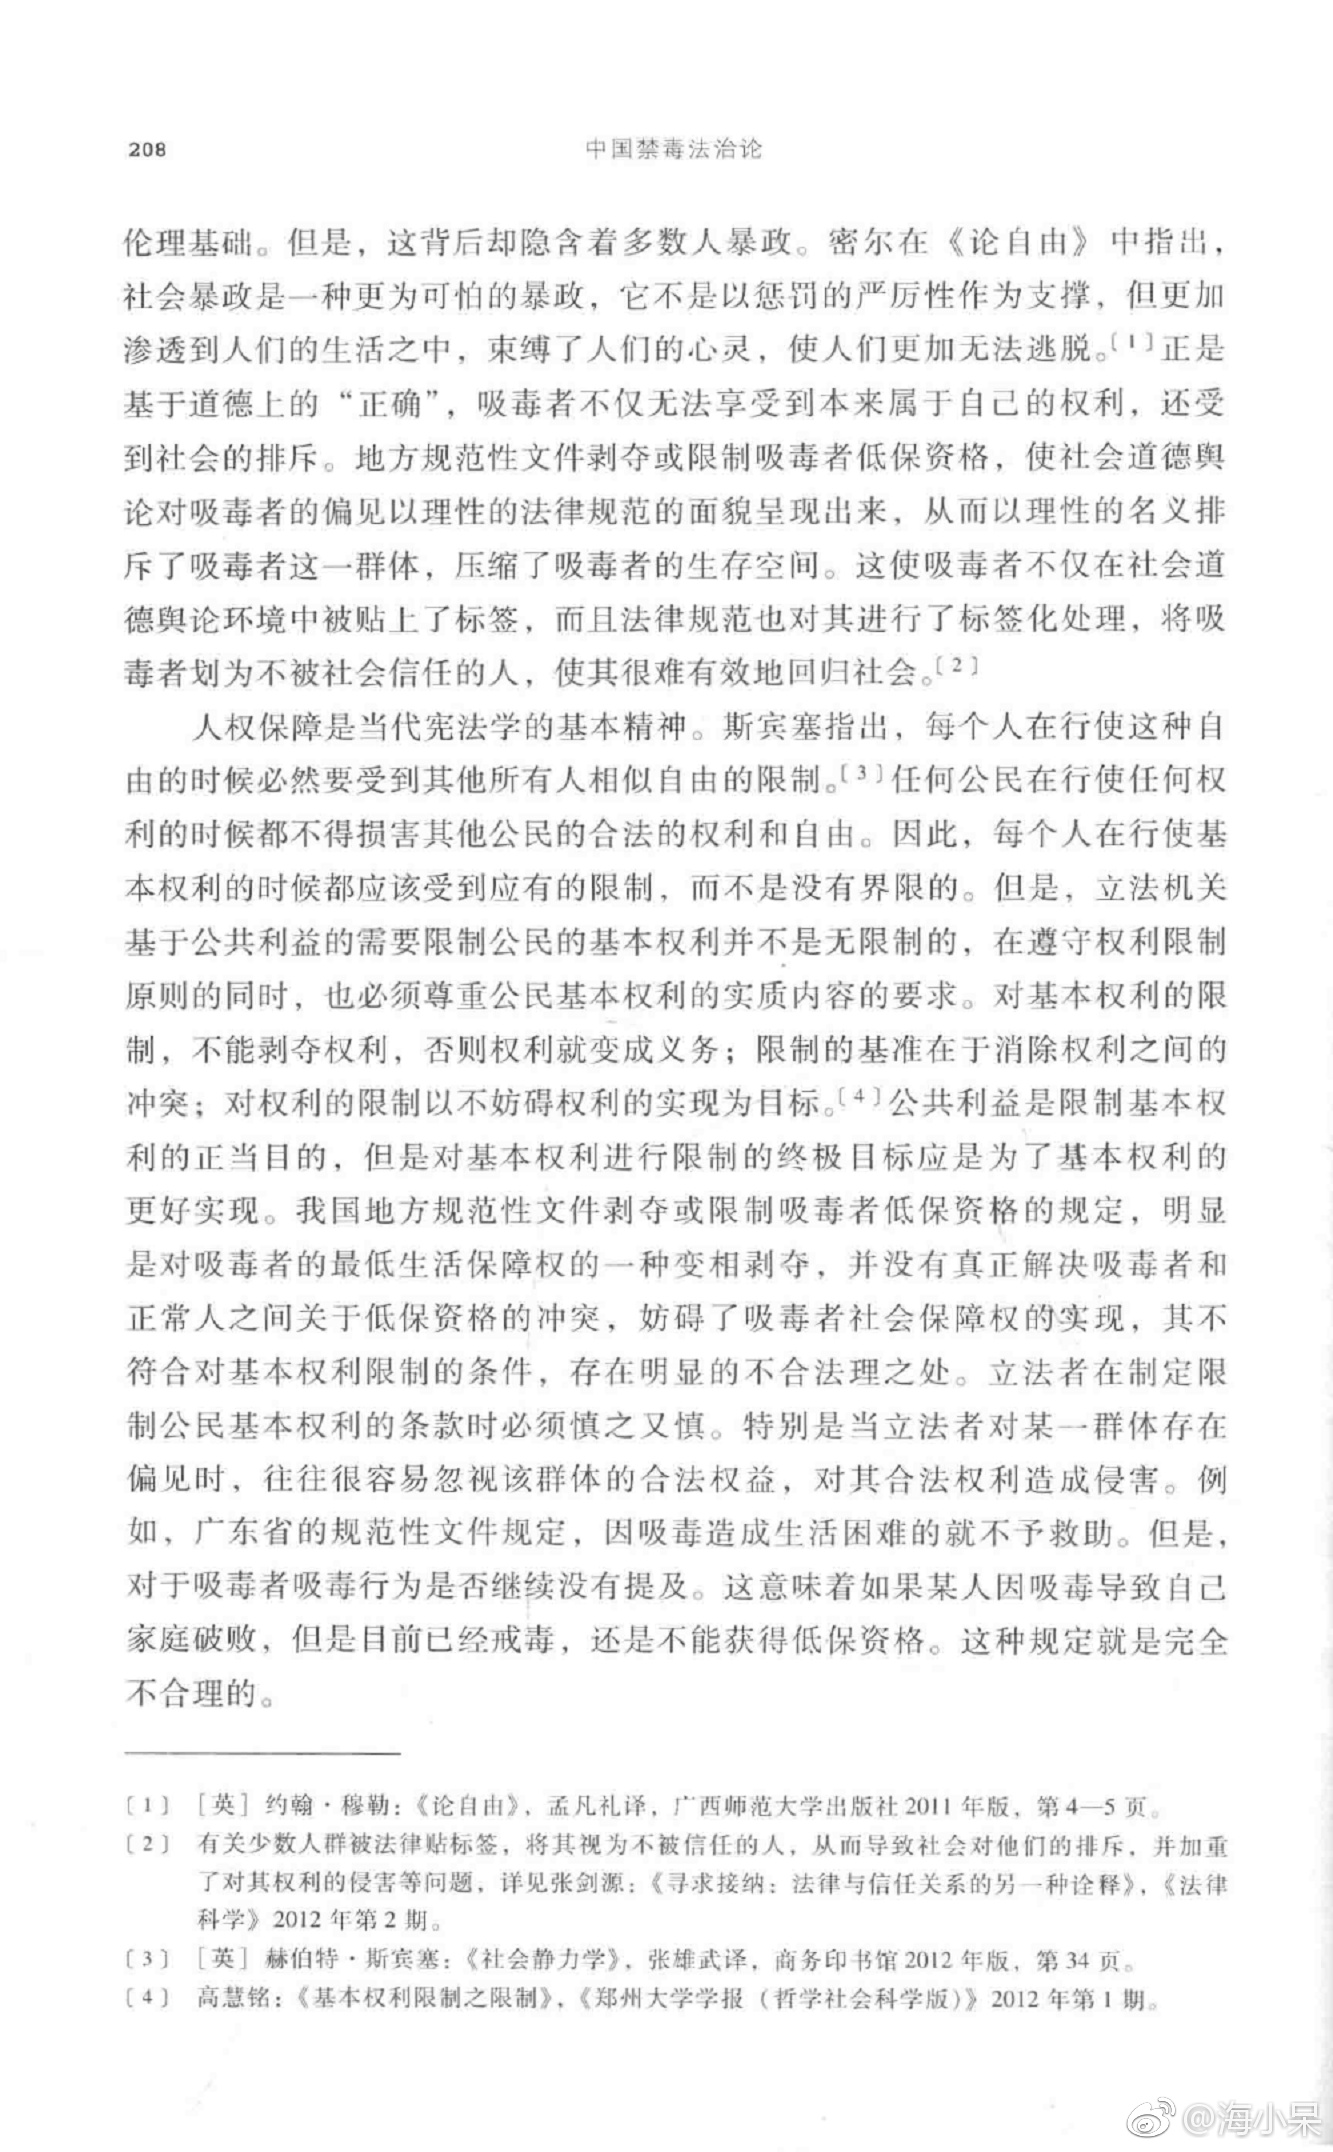 208
中国禁毒法治论
伦理基础。但是，这背后却隐含着多数人暴政。密尔在《论自由》中指出，
社会暴政是一种更为可怕的暴政，它不是以惩罚的严厉性作为支撑，但更加
渗透到人们的生活之中，束缚了人们的心灵，使人们更加无法逃脱。〔1〕正是
基于道德上的“正确”，吸毒者不仅无法享受到本来属于自己的权利，还受
到社会的排斥。地方规范性文件剥夺或限制吸毒者低保资格，使社会道德舆
论对吸毒者的偏见以理性的法律规范的面貌呈现出来，从而以理性的名义排
斥了吸毒者这一群体，压缩了吸毒者的生存空间。这使吸毒者不仅在社会道
德舆论环境中被贴上了标签，而且法律规范也对其进行了标签化处理，将吸
毒者划为不被社会信任的人，使其很难有效地回归社会。〔2〕
人权保障是当代宪法学的基本精神。斯宾塞指出，每个人在行使这种自
由的时候必然要受到其他所有人相似自由的限制。〔3〕任何公民在行使任何权
利的时候都不得损害其他公民的合法的权利和自由。因此，每个人在行使基
本权利的时候都应该受到应有的限制，而不是没有界限的。但是，立法机关
基于公共利益的需要限制公民的基本权利并不是无限制的，在遵守权利限制
原则的同时，也必须尊重公民基本权利的实质内容的要求。对基本权利的限
制，不能剥夺权利，否则权利就变成义务；限制的基准在于消除权利之间的
冲突；对权利的限制以不妨碍权利的实现为目标。〔4〕公共利益是限制基本权
利的正当目的，但是对基本权利进行限制的终极目标应是为了基本权利的
更好实现。我国地方规范性文件剥夺或限制吸毒者低保资格的规定，明显
是对吸毒者的最低生活保障权的一种变相剥夺，并没有真正解决吸毒者和
正常人之间关于低保资格的冲突，妨碍了吸毒者社会保障权的实现，其不
符合对基本权利限制的条件，存在明显的不合法理之处。立法者在制定限
制公民基本权利的条款时必须慎之又慎。特别是当立法者对某一群体存在
偏见时，往往很容易忽视该群体的合法权益，对其合法权利造成侵害。例
如，广东省的规范性文件规定，因吸毒造成生活困难的就不予救助。但是，
对于吸毒者吸毒行为是否继续没有提及。这意味着如果某人因吸毒导致自己
家庭破败，但是目前已经戒毒，还是不能获得低保资格。这种规定就是完全
不合理的。
〔1〕 ［英］约翰·穆勒：《论自由》，孟凡礼译，广西师范大学出版社2011年版，第4—5页。
〔2〕 有关少数人群被法律贴标签，将其视为不被信任的人，从而导致社会对他们的排斥，并加重
了对其权利的侵害等问题，详见张剑源：《寻求接纳：法律与信任关系的另一种诠释》，《法律
科学》2012年第2期。
〔3〕 ［英］赫伯特·斯宾塞：《社会静力学》，张雄武译，商务印书馆2012年版，第34页。
〔4〕 高慧铭：《基本权利限制之限制》，《郑州大学学报（哲学社会科学版）》2012年第1期。
@海小呆